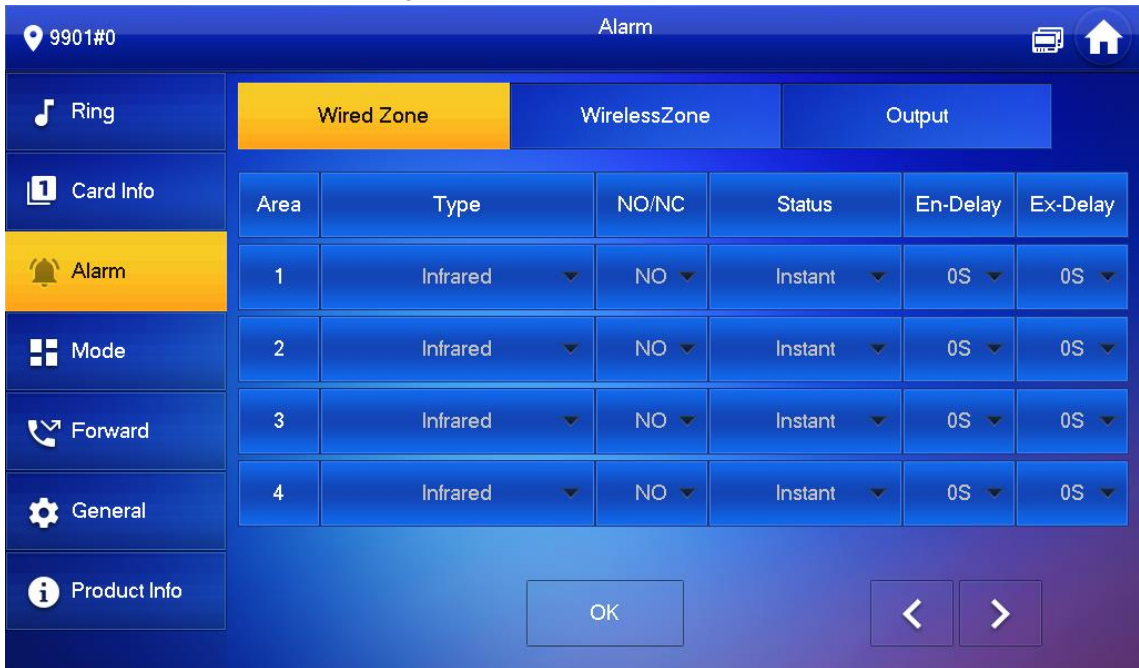 9901#0
Alarm
Ring
Card Info
Alarm
Mode
Forward
General
Product Info
Wired Zone WirelessZone Output
Area Type NO/NC Status En-Delay Ex-Delay
1 Infrared NO Instant 0S 0S
2 Infrared NO Instant 0S 0S
3 Infrared NO Instant 0S 0S
4 Infrared NO Instant 0S 0S
OK